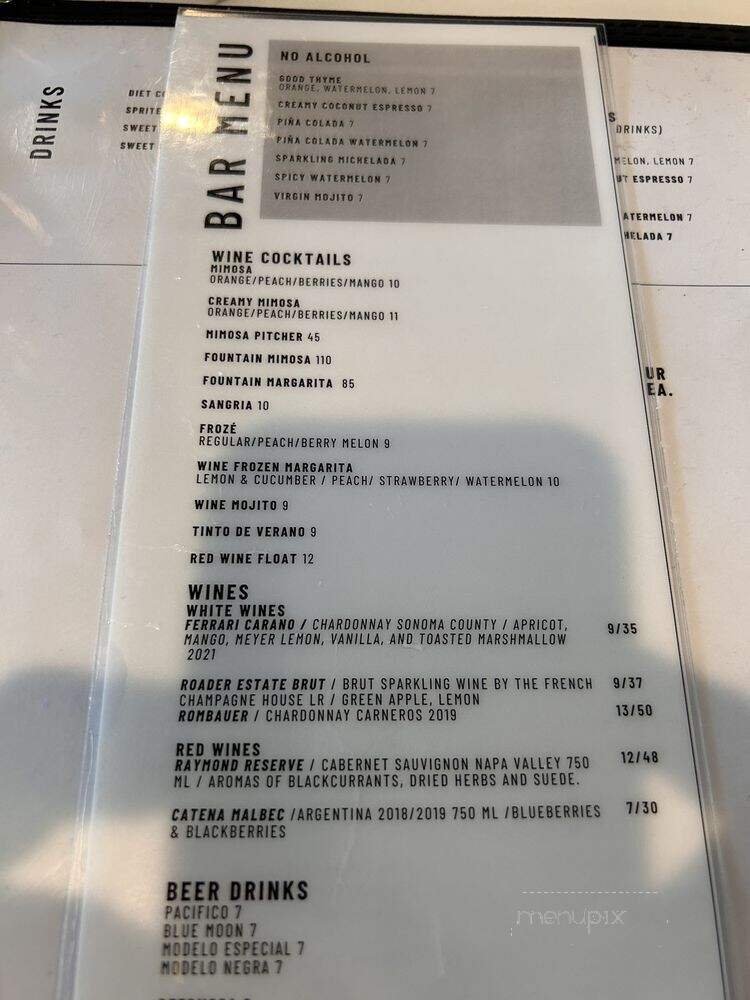 BAR MENU
NO ALCOHOL
GOOD THYME
ORANGE, WATERMELON, LEMON 7
CREAMY COCONUT ESPRESSO 7
PIÑA COLADA 7
PIÑA COLADA WATERMELON 7
SPARKLING MICHELADA 7
SPICY WATERMELON 7
VIRGIN MOJITO 7
WINE COCKTAILS
MIMOSA
ORANGE/PEACH/BERRIES/MANGO 10
CREAMY MIMOSA
ORANGE/PEACH/BERRIES/MANGO 11
MIMOSA PITCHER 45
FOUNTAIN MIMOSA 110
FOUNTAIN MARGARITA 85
SANGRIA 10
FROZÉ
REGULAR/PEACH/BERRY MELON 9
WINE FROZEN MARGARITA
LEMON & CUCUMBER / PEACH/ STRAWBERRY/ WATERMELON 10
WINE MOJITO 9
TINTO DE VERANO 9
RED WINE FLOAT 12
WINES
WHITE WINES
FERRARI CARANO / CHARDONNAY SONOMA COUNTY / APRICOT, 9/35
MANGO, MEYER LEMON, VANILLA, AND TOASTED MARSHMALLOW
2021
ROADER ESTATE BRUT / BRUT SPARKLING WINE BY THE FRENCH 9/37
CHAMPAGNE HOUSE LR / GREEN APPLE, LEMON
ROMBAUER / CHARDONNAY CARNEROS 2019 13/50
RED WINES
RAYMOND RESERVE / CABERNET SAUVIGNON NAPA VALLEY 750 12/48
ML / AROMAS OF BLACKCURRANTS, DRIED HERBS AND SUEDE.
CATENA MALBEC /ARGENTINA 2018/2019 750 ML /BLUEBERRIES 7/30
& BLACKBERRIES
BEER DRINKS
PACIFICO 7
BLUE MOON 7
MODELO ESPECIAL 7
MODELO NEGRA 7
DRINKS
DIET C
SPRITE
SWEET
SWEET
S
DRINKS)
MELON, LEMON 7
UT ESPRESSO 7
ATERMELON 7
HELADA 7
UR
EA.
menupix